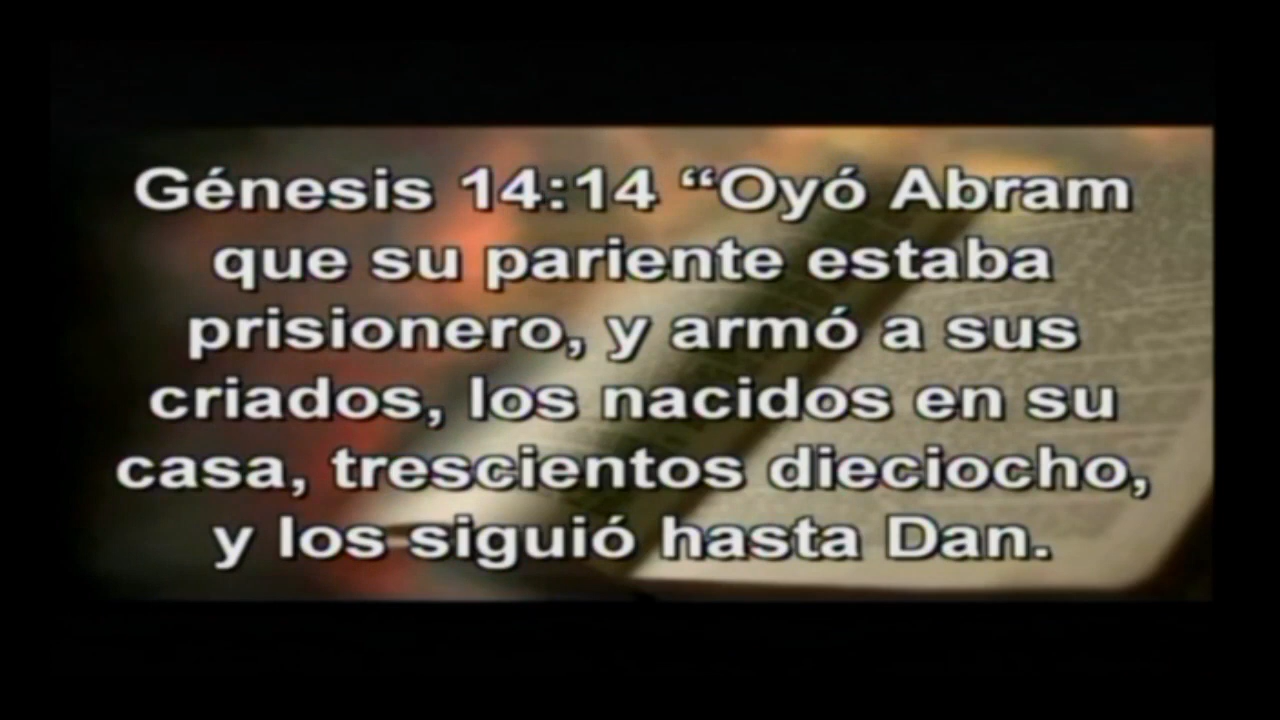 Génesis 14:14 “Oyó Abram
que su pariente estaba
prisionero, y armó a sus
criados, los nacidos en su
casa, trescientos dieciocho,
y los siguió hasta Dan.